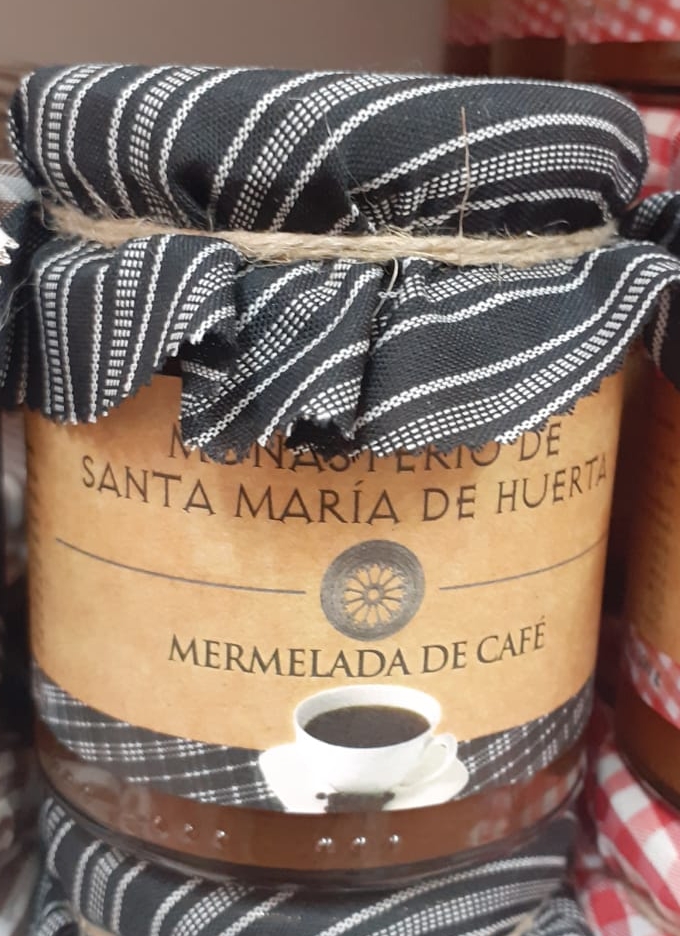 MONASTERIO DE
SANTA MARÍA DE HUERTA
MERMELADA DE CAFÉ